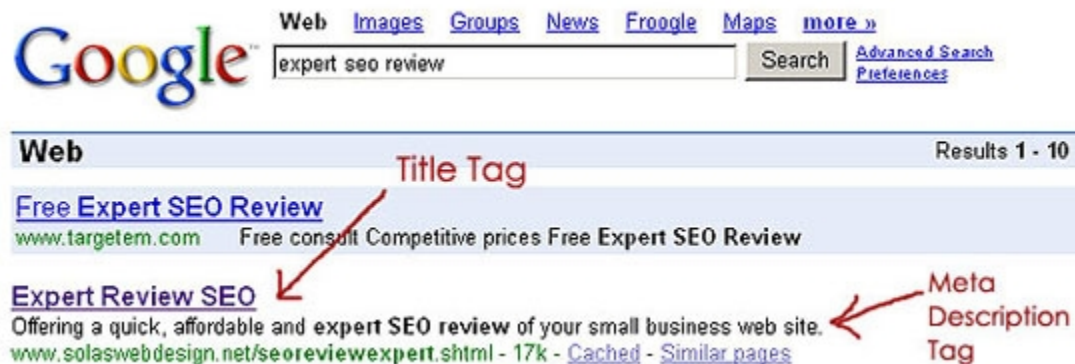 Web Images Groups News Froogle Maps more »
Google™ expert seo review Search Advanced Search
Preferences
Web Results 1 - 10
Title Tag
Free Expert SEO Review
www.targetem.com Free consult Competitive prices Free Expert SEO Review
Expert Review SEO
Offering a quick, affordable and expert SEO review of your small business web site.
www.solaswebdesign.net/seoreviewexpert.shtml - 17k - Cached - Similar pages
Meta
Description
Tag